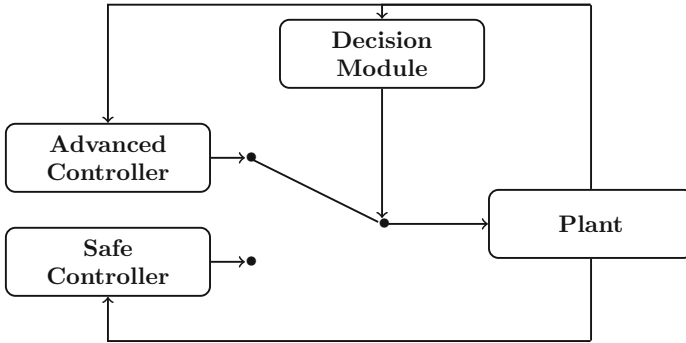 Decision
Module
Advanced
Controller
Safe
Controller
Plant